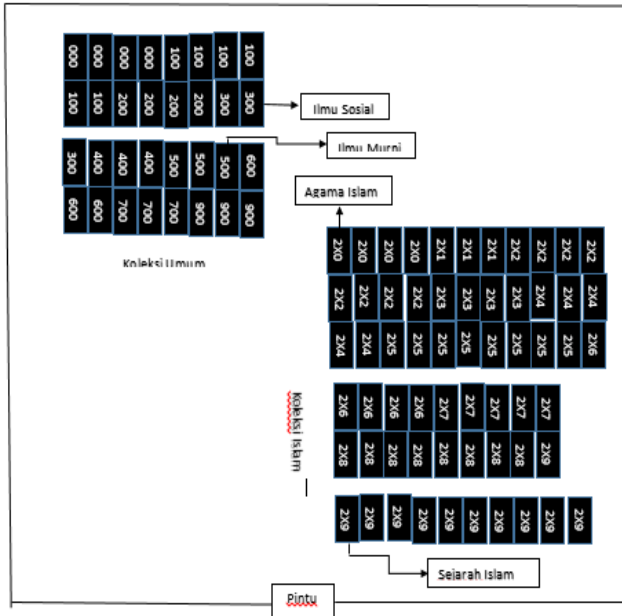 000 000 000 000 100 100 100 100
100 100 200 200 200 200 300 300
Ilmu Sosial
Ilmu Murni
300 400 400 400 500 500 500 600
600 600 700 700 700 900 900 900
Koleksi Umum
Agama Islam
2X0 2X0 2X0 2X0 2X1 2X1 2X1 2X2 2X2 2X2 2X2
2X2 2X2 2X2 2X3 2X3 2X3 2X3 2X3 2X4 2X4 2X4
2X4 2X4 2X5 2X5 2X5 2X5 2X5 2X5 2X5 2X5 2X6
Koleksi Islam
2X6 2X6 2X6 2X6 2X7 2X7 2X7 2X7 2X7
2X8 2X8 2X8 2X8 2X8 2X8 2X8 2X8 2X9
2X9 2X9 2X9 2X9 2X9 2X9 2X9 2X9 2X9 2X9
Sejarah Islam
Pintu